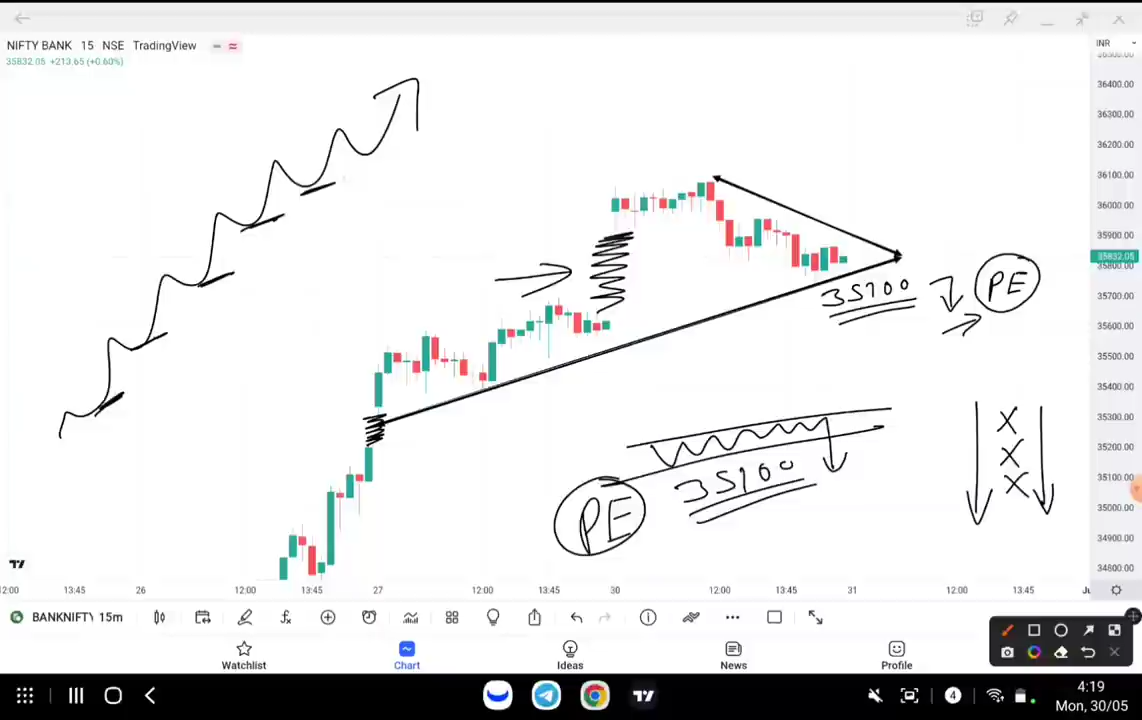 NIFTY BANK 15 NSE TradingView
35832.05 +213.65 (+0.60%)
INR
36400.00
36300.00
36200.00
36100.00
36000.00
35900.00
35832.05
35800.00
35700.00
35600.00
35500.00
35400.00
35300.00
35200.00
35100.00
35000.00
34900.00
34800.00
35700
PE
35700
PE
X
X
X
12:00 13:45 26 12:00 13:45 27 12:00 13:45 30 12:00 13:45 31 12:00 13:45 Ju
BANKNIFTY 15m
Watchlist Chart Ideas News Profile
4
4:19
Mon, 30/05